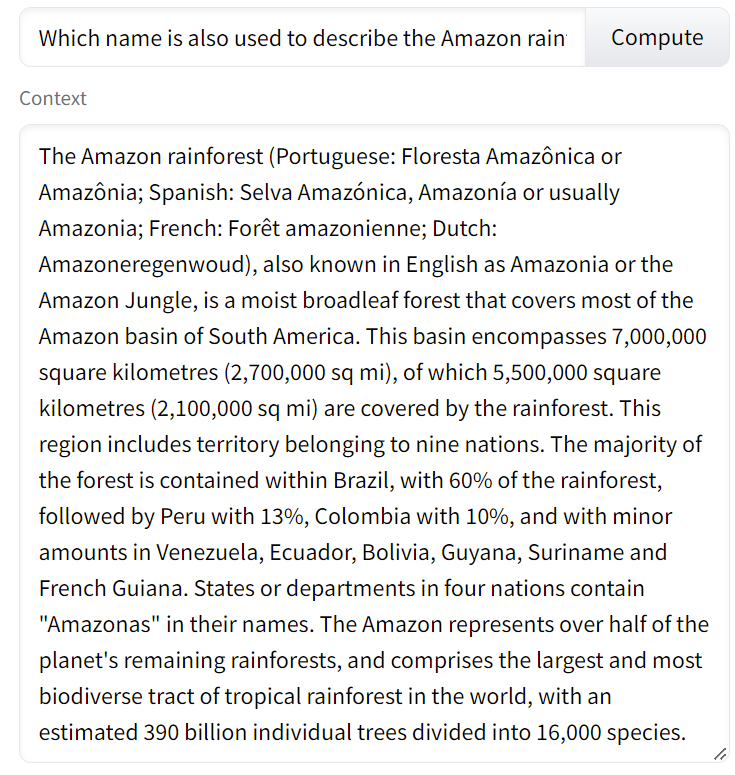 Which name is also used to describe the Amazon rain
Compute
Context
The Amazon rainforest (Portuguese: Floresta Amazônica or
Amazônia; Spanish: Selva Amazónica, Amazonía or usually
Amazonia; French: Forêt amazonienne; Dutch:
Amazoneregenwoud), also known in English as Amazonia or the
Amazon Jungle, is a moist broadleaf forest that covers most of the
Amazon basin of South America. This basin encompasses 7,000,000
square kilometres (2,700,000 sq mi), of which 5,500,000 square
kilometres (2,100,000 sq mi) are covered by the rainforest. This
region includes territory belonging to nine nations. The majority of
the forest is contained within Brazil, with 60% of the rainforest,
followed by Peru with 13%, Colombia with 10%, and with minor
amounts in Venezuela, Ecuador, Bolivia, Guyana, Suriname and
French Guiana. States or departments in four nations contain
"Amazonas" in their names. The Amazon represents over half of the
planet's remaining rainforests, and comprises the largest and most
biodiverse tract of tropical rainforest in the world, with an
estimated 390 billion individual trees divided into 16,000 species.